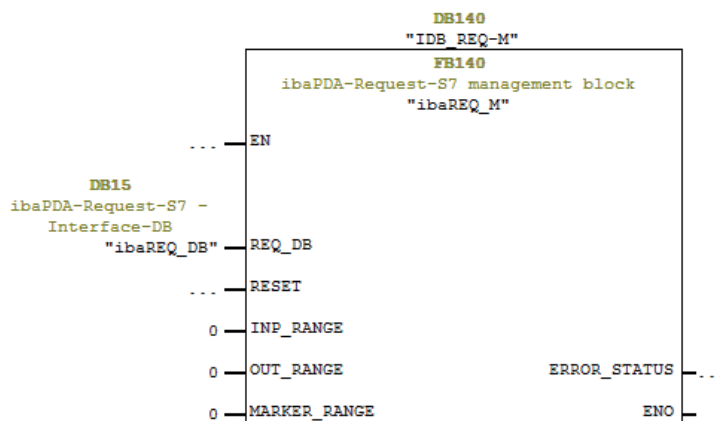 DB140
"IDB_REQ-M"
FB140
ibaPDA-Request-S7 management block
"ibaREQ_M"
... EN
DB15
ibaPDA-Request-S7 -
Interface-DB
"ibaREQ_DB" REQ_DB
... RESET
0 INP_RANGE
0 OUT_RANGE ERROR_STATUS ..
0 MARKER_RANGE ENO